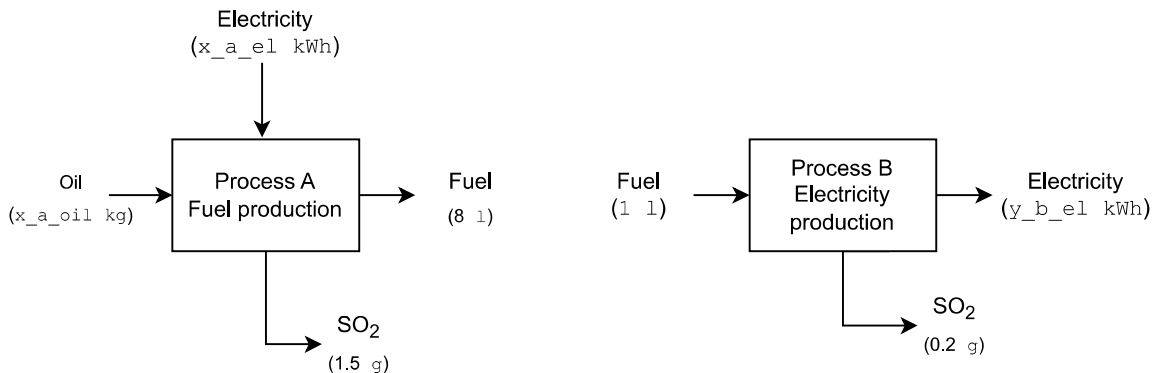 Electricity
(x_a_el kWh)
Oil
(x_a_oil kg)
Process A
Fuel production
Fuel
(8 l)
SO₂
(1.5 g)
Fuel
(1 l)
Process B
Electricity
production
Electricity
(y_b_el kWh)
SO₂
(0.2 g)